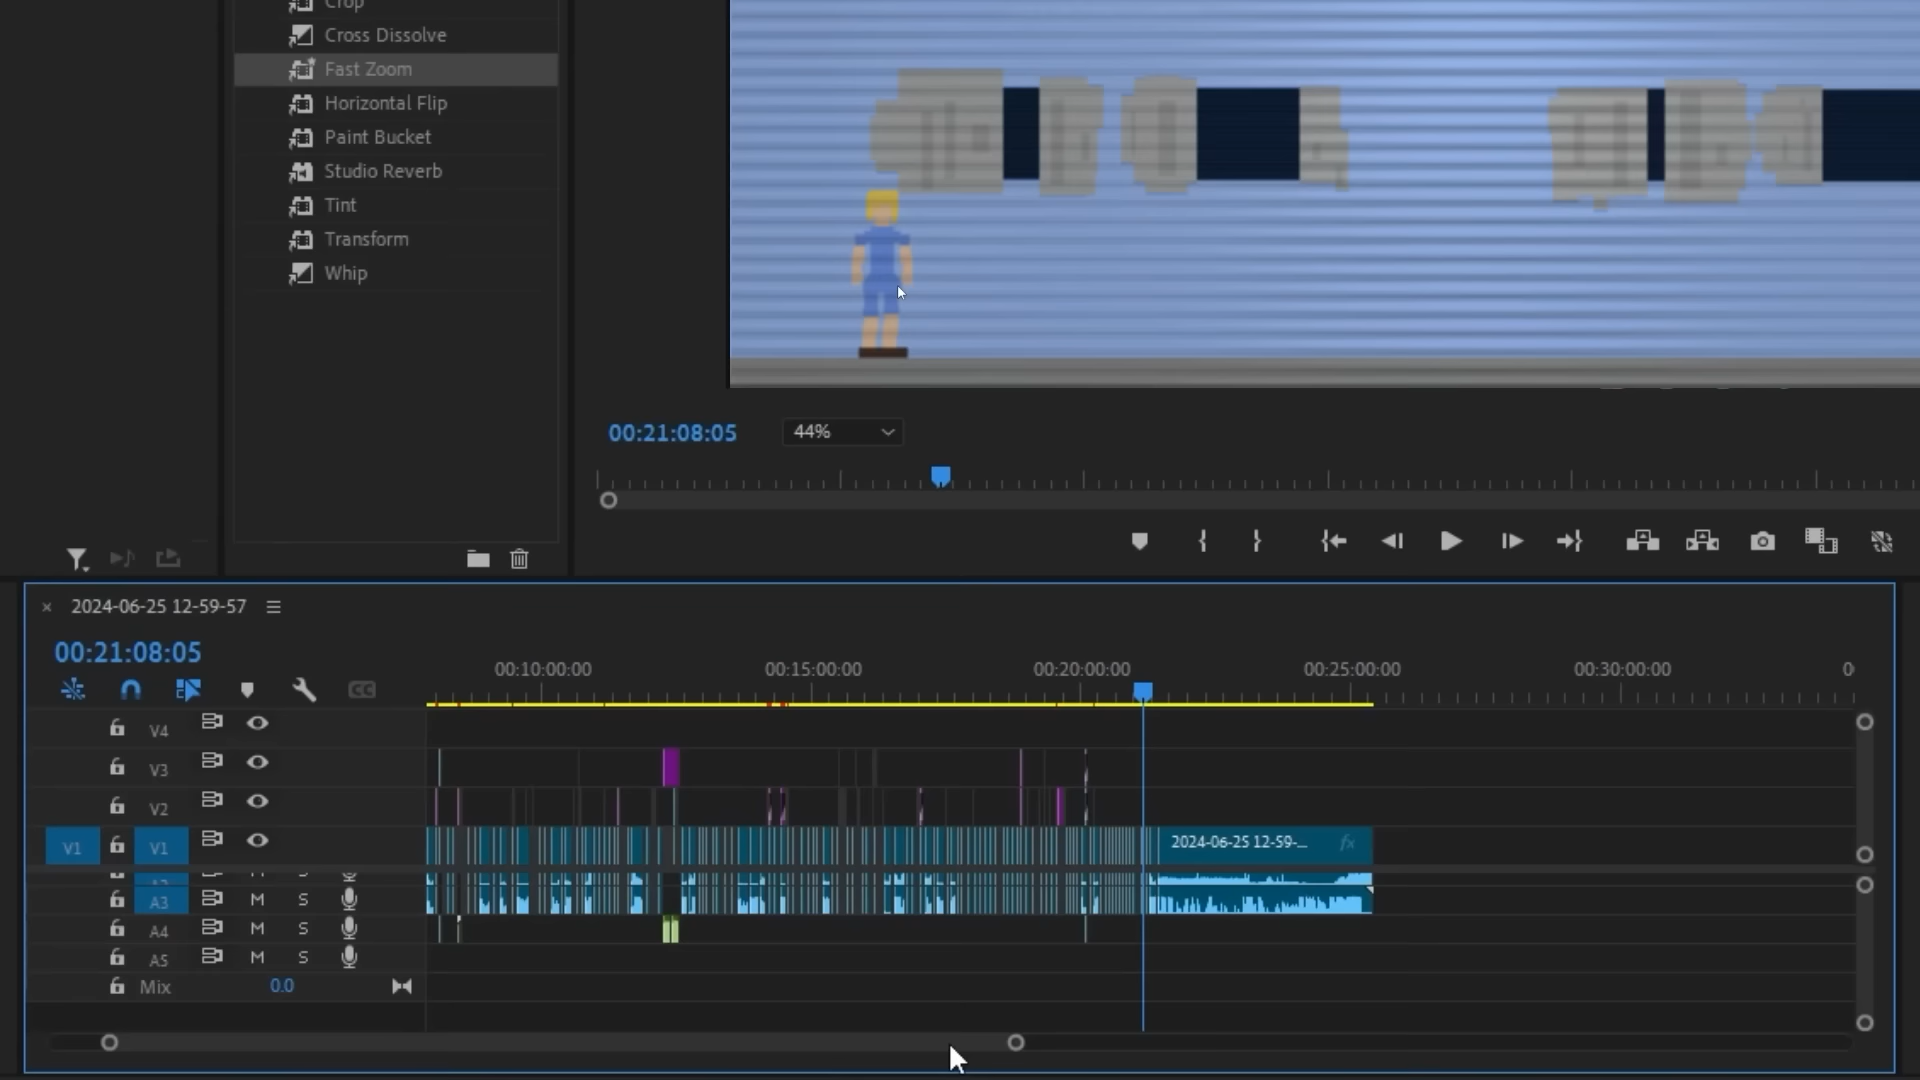 Crop
Cross Dissolve
Fast Zoom
Horizontal Flip
Paint Bucket
Studio Reverb
Tint
Transform
Whip
00:21:08:05
44%
2024-06-25 12-59-57
00:21:08:05
00:10:00:00
00:15:00:00
00:20:00:00
00:25:00:00
00:30:00:00
CC
V4
V3
V2
V1
V1
2024-06-25 12-59-...
fx
A3
M
S
A4
M
S
A5
M
S
Mix
0.0